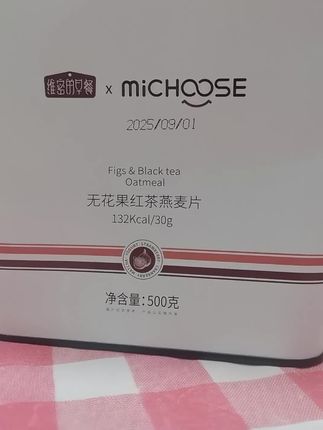 维密的早餐 x MiCHOOSE
2025/09/01
Figs & Black tea
Oatmeal
无花果红茶燕麦片
132Kcal/30g
净含量:500克